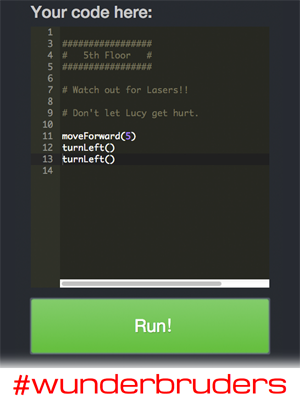 Your code here:
1
3 #################
4 #   5th Floor   #
5 #################
6
7 # Watch out for Lasers!!
8
9 # Don't let Lucy get hurt.
10
11 moveForward(5)
12 turnLeft()
13 turnLeft()
14
Run!
#wunderbruders